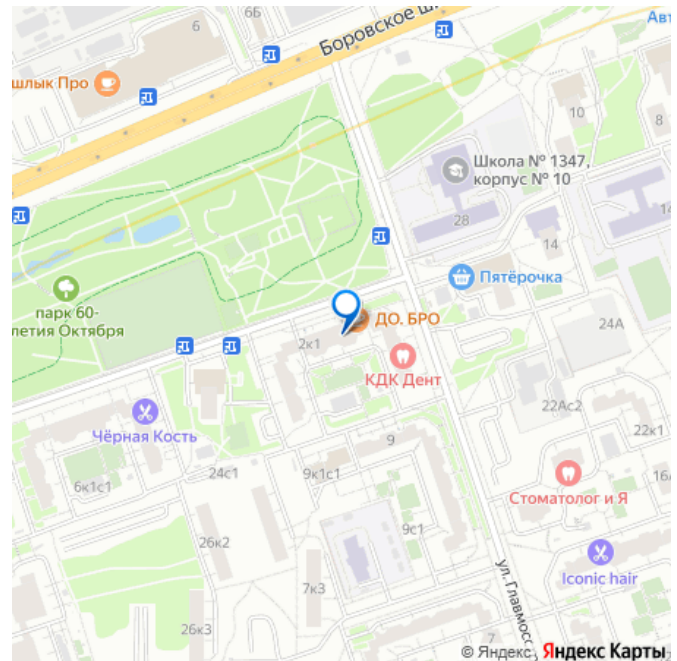 6Б
6
Боровское ш
Авт
шлык Про
10
8
Школа № 1347,
корпус № 10
28
14
14
Пятёрочка
парк 60-
летия Октября
ДО. БРО
24А
2к1
КДК Дент
22Ас2
Чёрная Кость
9
22к1
24с1
9к1с1
6к1с1
16А
Стоматолог и Я
9с1
26к2
Iconic hair
7к3
ул. Главмосс
26к3
© Яндекс Яндекс Карты